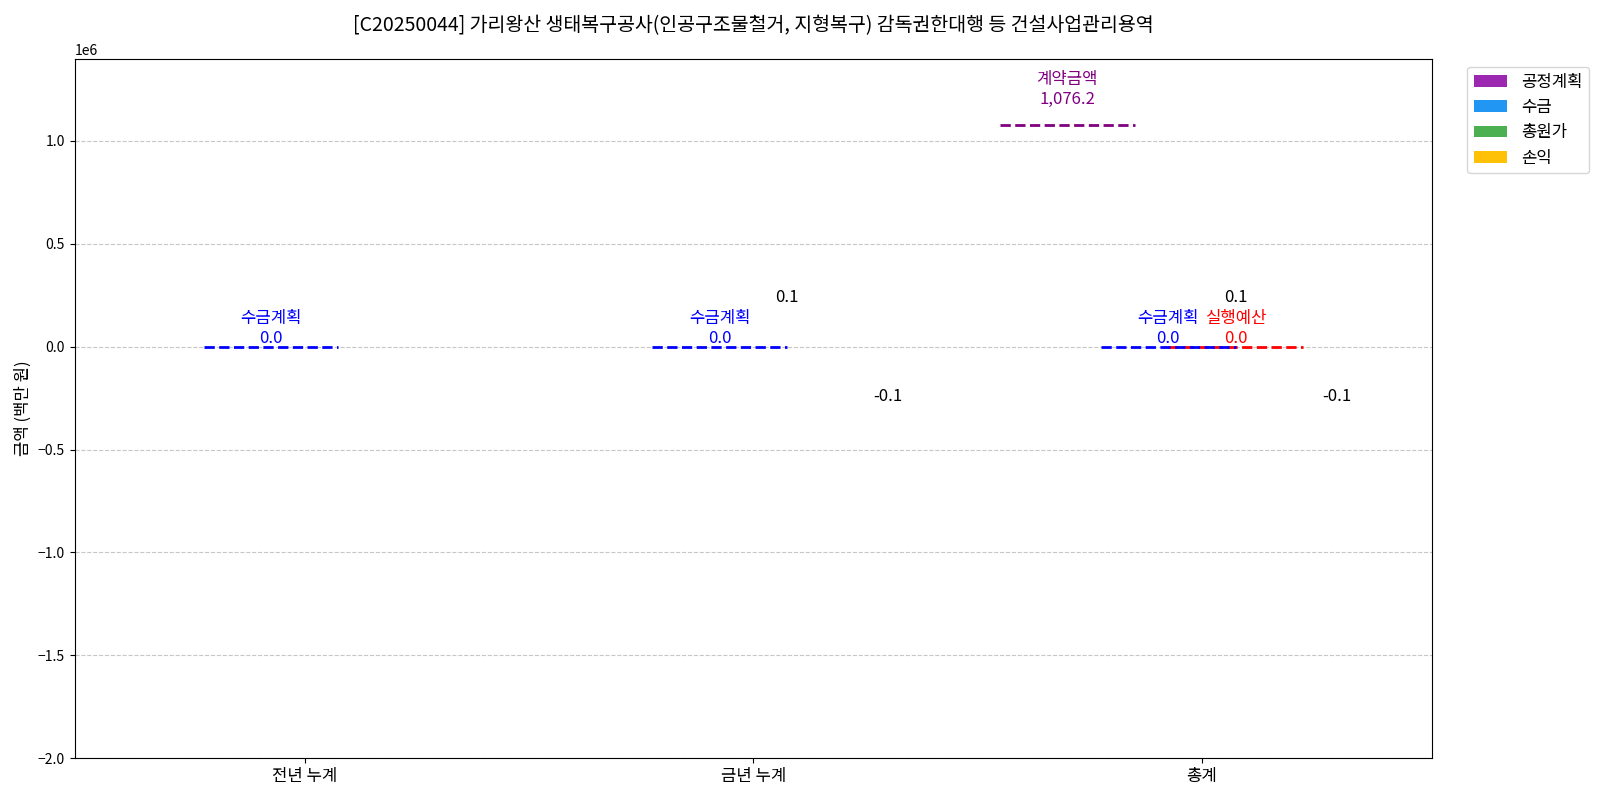 [C20250044] 가리왕산 생태복구공사(인공구조물철거, 지형복구) 감독권한대행 등 건설사업관리용역
1e6
계약금액
1,076.2
공정계획
수금
총원가
손익
1.0
0.5
0.0
−0.5
−1.0
−1.5
−2.0
금액 (백만 원)
수금계획
0.0
수금계획
0.0
0.1
-0.1
수금계획
0.0
0.1
실행예산
0.0
-0.1
전년 누계
금년 누계
총계